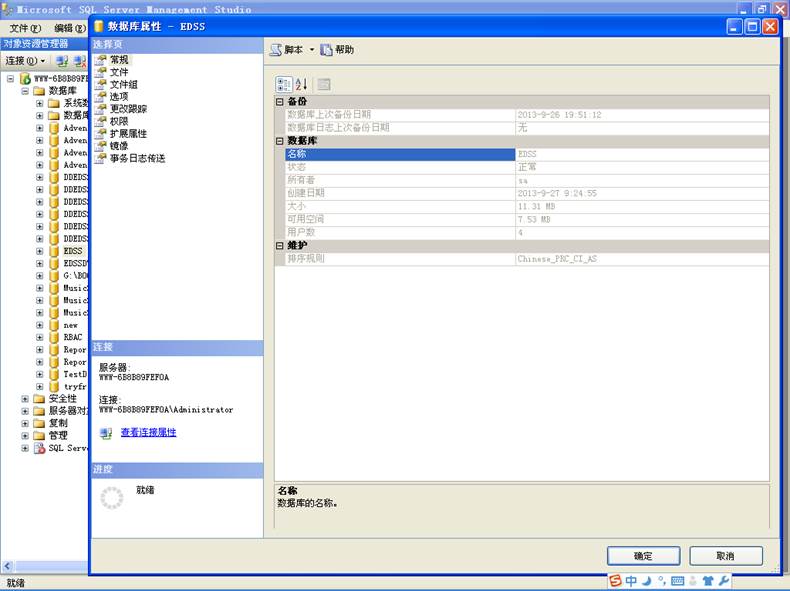 Microsoft SQL Server Management Studio
文件(F) 编辑(E)
对象资源管理器
连接(O)
WWW-6B8B89FE
数据库
系统数
数据库
Adven
Adven
Adven
Adven
DDEDS
DDEDS
DDEDS
DDEDS
DDEDS
DDEDS
EDSS
EDSSD
G:\BO
Music
Music
Music
new
RBAC
Repor
Repor
TestD
tryfr
安全性
服务器对
复制
管理
SQL Serv
就绪
数据库属性 - EDSS
选择页
常规
文件
文件组
选项
更改跟踪
权限
扩展属性
镜像
事务日志传送
连接
服务器:
WWW-6B8B89FEF0A
连接:
WWW-6B8B89FEF0A\Administrator
查看连接属性
进度
就绪
脚本 帮助
备份
数据库上次备份日期 2013-9-26 19:51:12
数据库日志上次备份日期 无
数据库
名称 EDSS
状态 正常
所有者 sa
创建日期 2013-9-27 9:24:55
大小 11.31 MB
可用空间 7.53 MB
用户数 4
维护
排序规则 Chinese_PRC_CI_AS
名称
数据库的名称。
确定 取消
中